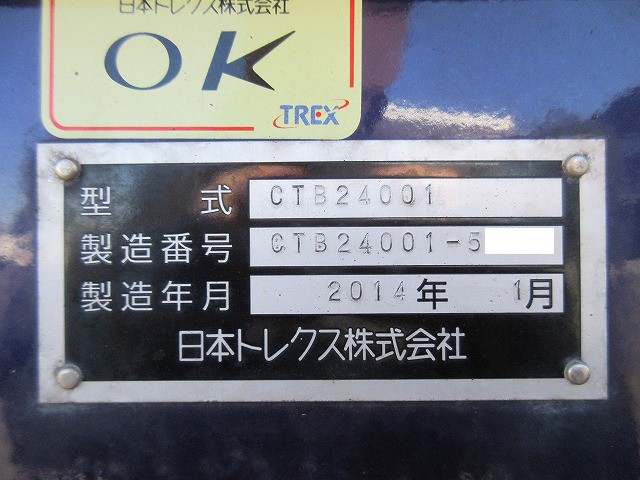 日本トレクス株式会社
OK
TREX
型式 CTB24001
製造番号 CTB24001-5
製造年月 2014年 1月
日本トレクス株式会社